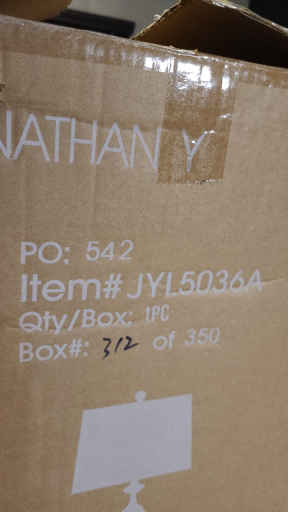 NATHAN Y
PO: 542
Item# JYL5036A
Qty/Box: 1PC
Box#: 312 of 350